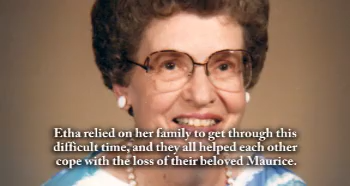 Etha relied on her family to get through this
difficult time, and they all helped each other
cope with the loss of their beloved Maurice.